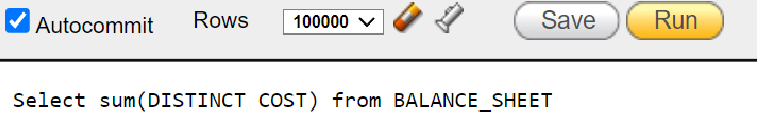 Autocommit Rows 100000 Save Run
Select sum(DISTINCT COST) from BALANCE_SHEET